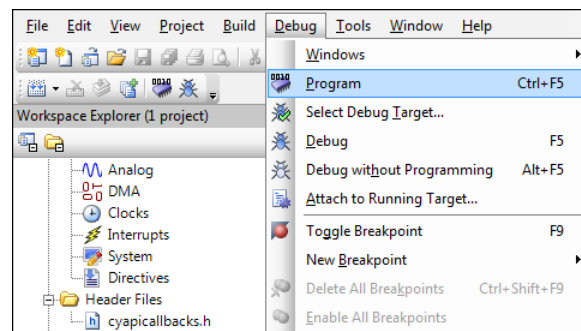 File Edit View Project Build Debug Tools Window Help
Windows
Program Ctrl+F5
Select Debug Target...
Debug F5
Debug without Programming Alt+F5
Attach to Running Target...
Toggle Breakpoint F9
New Breakpoint
Delete All Breakpoints Ctrl+Shift+F9
Enable All Breakpoints
Workspace Explorer (1 project)
Analog
DMA
Clocks
Interrupts
System
Directives
Header Files
cyapicallbacks.h